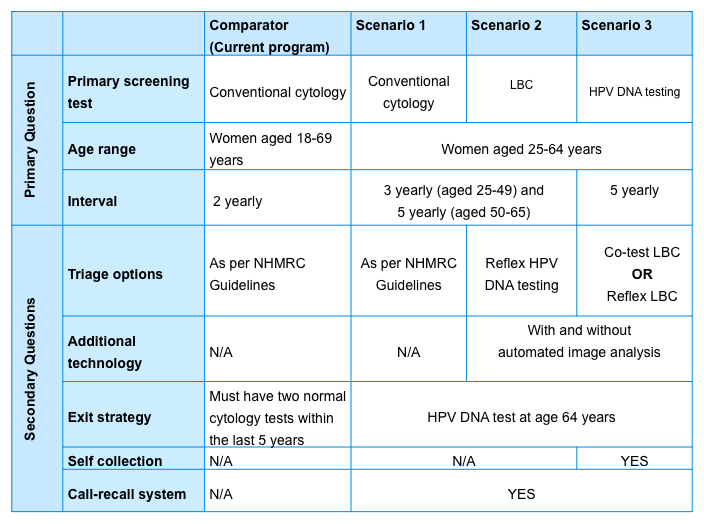 Comparator
(Current program)
Scenario 1
Scenario 2
Scenario 3
Primary Question
Primary screening
test
Conventional cytology
Conventional
cytology
LBC
HPV DNA testing
Age range
Women aged 18-69
years
Women aged 25-64 years
Interval
2 yearly
3 yearly (aged 25-49) and
5 yearly (aged 50-65)
5 yearly
Secondary Questions
Triage options
As per NHMRC
Guidelines
As per NHMRC
Guidelines
Reflex HPV
DNA testing
Co-test LBC
OR
Reflex LBC
Additional
technology
N/A
N/A
With and without
automated image analysis
Exit strategy
Must have two normal
cytology tests within
the last 5 years
HPV DNA test at age 64 years
Self collection
N/A
N/A
YES
Call-recall system
N/A
YES